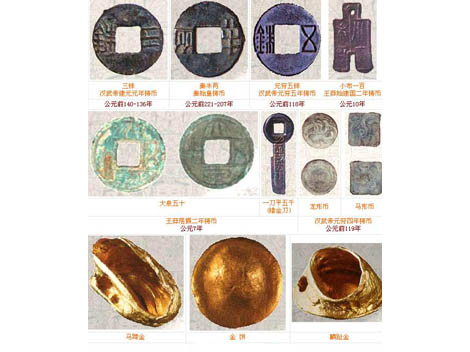 三铢
汉武帝建元元年铸币
公元前140-136年
秦半两
秦始皇铸币
公元前221-207年
元狩五铢
汉武帝元狩五年铸币
公元前118年
小布一百
王莽始建国二年铸币
公元10年
大泉五十
一刀平五千
(错金刀)
王莽居摄二年铸币
公元7年
龙形币
马形币
汉武帝元狩四年铸币
公元前119年
马蹄金
金 饼
麟趾金